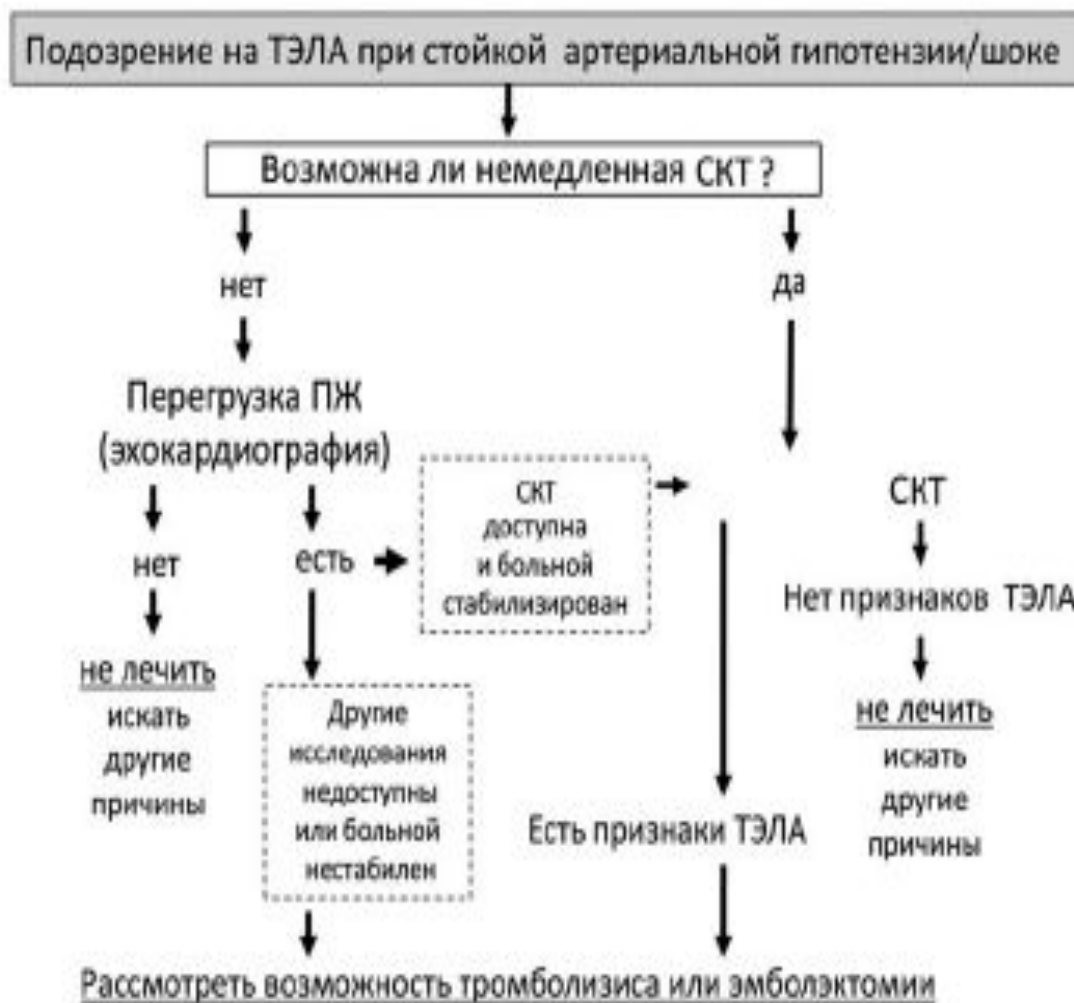 Подозрение на ТЭЛА при стойкой артериальной гипотензии/шоке
Возможна ли немедленная СКТ ?
нет
да
Перегрузка ПЖ
(эхокардиография)
нет
есть
СКТ
доступна
и больной
стабилизирован
СКТ
Нет признаков ТЭЛА
не лечить
искать
другие
причины
Другие
исследования
недоступны
или больной
нестабилен
Есть признаки ТЭЛА
не лечить
искать
другие
причины
Рассмотреть возможность тромболизиса или эмболэктомии